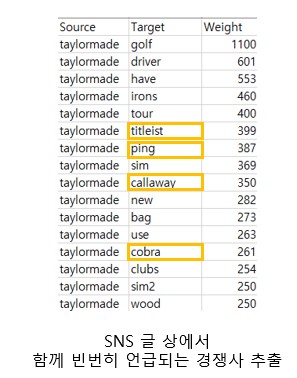 Source Target Weight
taylormade golf 1100
taylormade driver 601
taylormade have 553
taylormade irons 460
taylormade tour 400
taylormade titleist 399
taylormade ping 387
taylormade sim 369
taylormade callaway 350
taylormade new 282
taylormade bag 273
taylormade use 263
taylormade cobra 261
taylormade clubs 254
taylormade sim2 250
taylormade wood 250
SNS 글 상에서
함께 빈번히 언급되는 경쟁사 추출